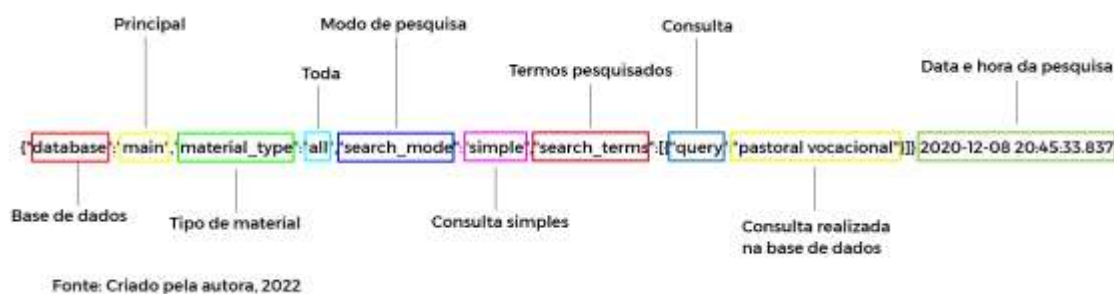 Principal
Modo de pesquisa
Consulta
Toda
Termos pesquisados
Data e hora da pesquisa
{"database":"main","material_type":"all","search_mode":"simple","search_terms":[{"query":"pastoral vocacional"}]} 2020-12-08 20:45:33.837
Base de dados
Tipo de material
Consulta simples
Consulta realizada
na base de dados
Fonte: Criado pela autora, 2022